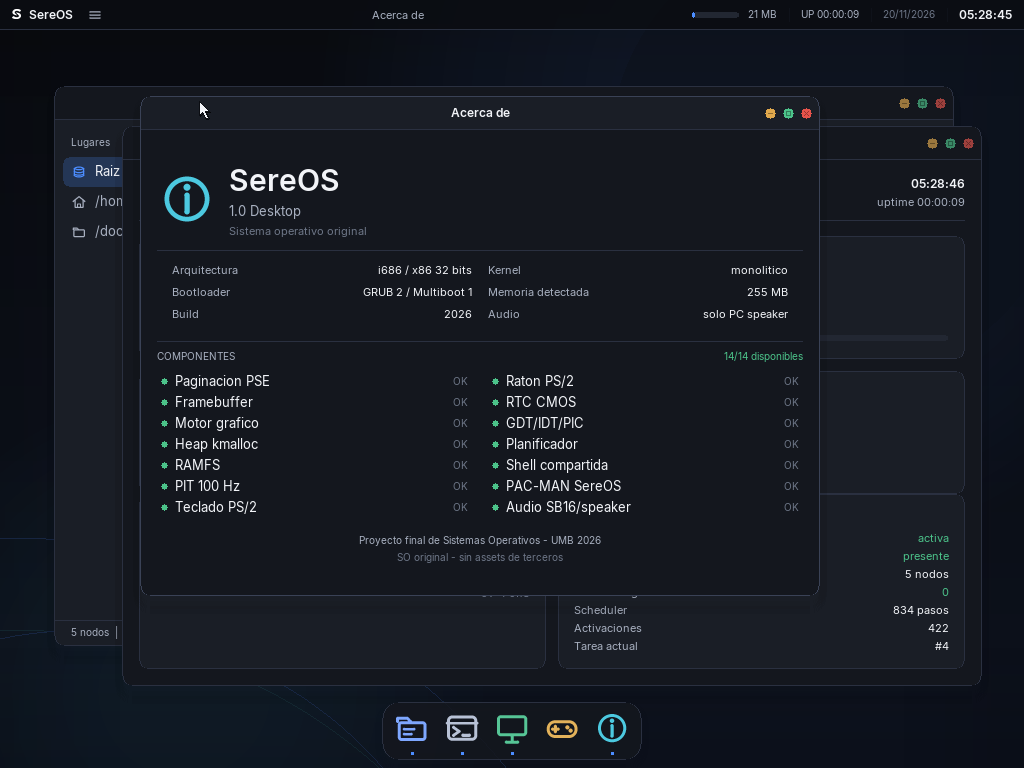 SereOS
Acerca de
21 MB
UP 00:00:09
20/11/2026
05:28:45
Lugares
Raiz
5 nodos |
Acerca de
SereOS
1.0 Desktop
Sistema operativo original
Arquitectura i686 / x86 32 bits Kernel monolitico
Bootloader GRUB 2 / Multiboot 1 Memoria detectada 255 MB
Build 2026 Audio solo PC speaker
COMPONENTES 14/14 disponibles
Paginacion PSE OK Raton PS/2 OK
Framebuffer OK RTC CMOS OK
Motor grafico OK GDT/IDT/PIC OK
Heap kmalloc OK Planificador OK
RAMFS OK Shell compartida OK
PIT 100 Hz OK PAC-MAN SereOS OK
Teclado PS/2 OK Audio SB16/speaker OK
Proyecto final de Sistemas Operativos - UMB 2026
SO original - sin assets de terceros
05:28:46
uptime 00:00:09
activa
presente
5 nodos
0
Scheduler 834 pasos
Activaciones 422
Tarea actual #4